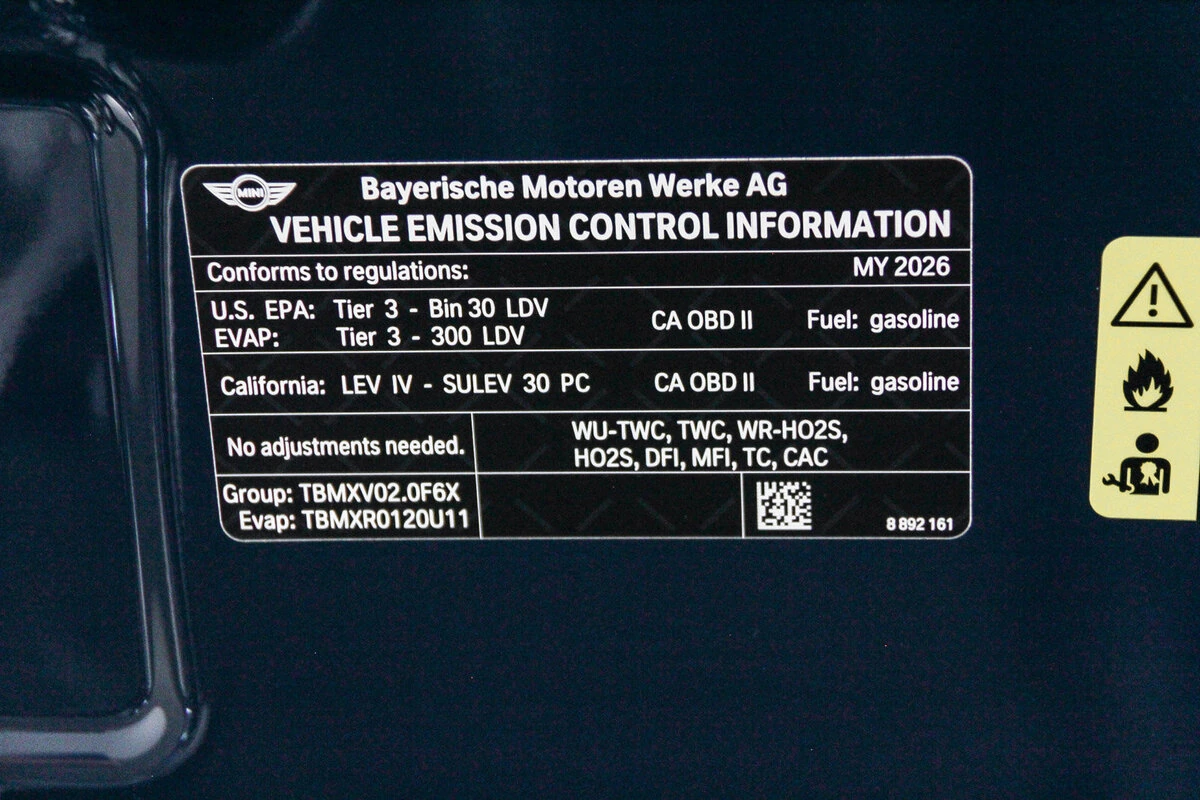 MINI
Bayerische Motoren Werke AG
VEHICLE EMISSION CONTROL INFORMATION
Conforms to regulations: MY 2026
U.S. EPA: Tier 3 - Bin 30 LDV
EVAP: Tier 3 - 300 LDV
CA OBD II Fuel: gasoline
California: LEV IV - SULEV 30 PC CA OBD II Fuel: gasoline
No adjustments needed.
WU-TWC, TWC, WR-HO2S,
HO2S, DFI, MFI, TC, CAC
Group: TBMXV02.0F6X
Evap: TBMXR0120U11
8 892 161